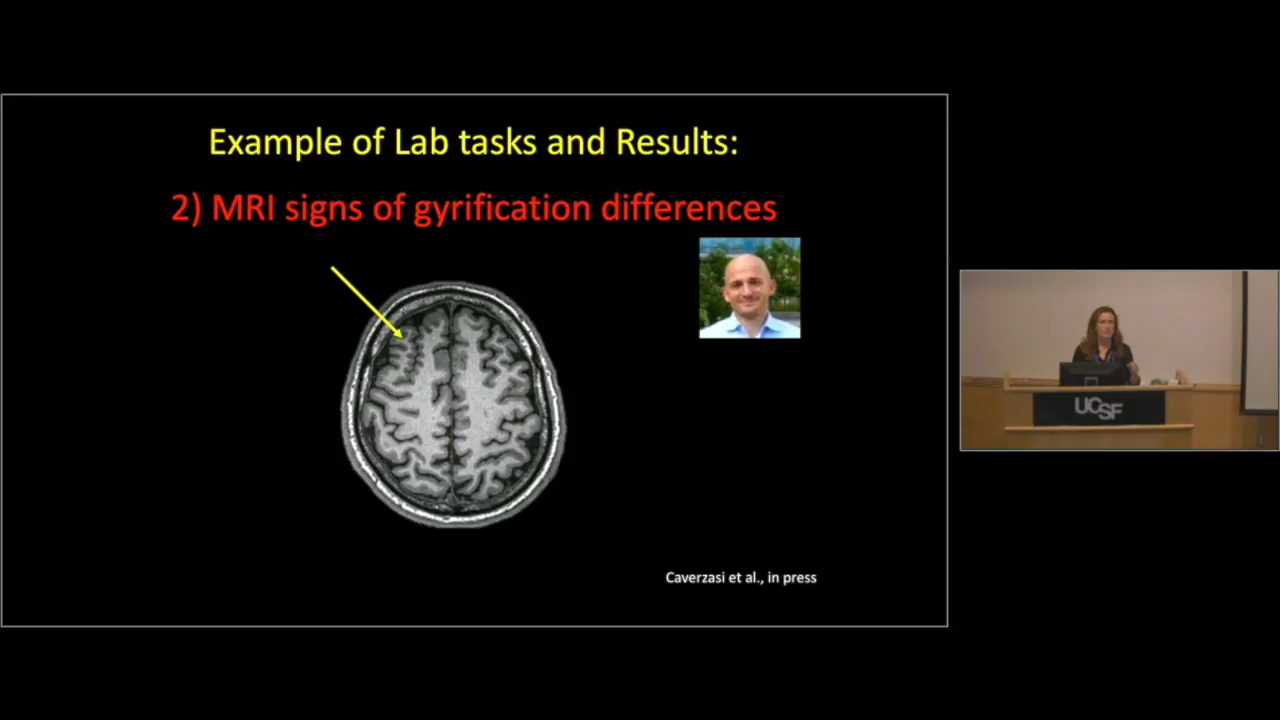 Example of Lab tasks and Results:
2) MRI signs of gyrification differences
UCSF
Caverzasi et al., in press